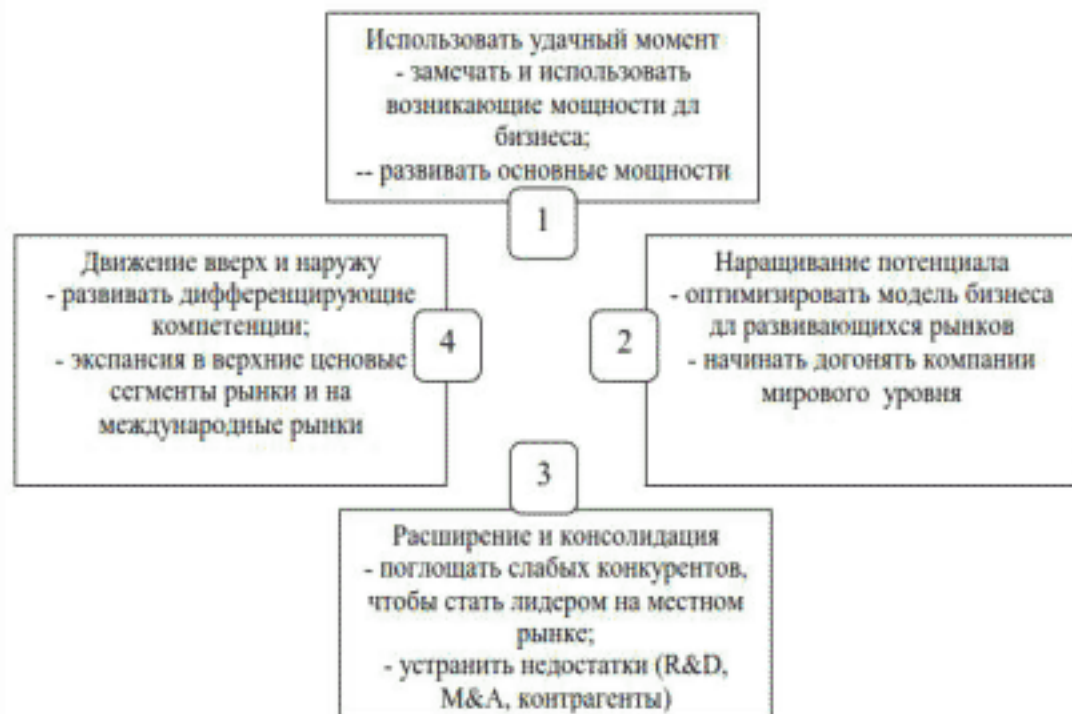 Использовать удачный момент
- замечать и использовать
возникающие мощности дл
бизнеса;
-- развивать основные мощности
1
Движение вверх и наружу
- развивать дифференцирующие
компетенции;
- экспансия в верхние ценовые
сегменты рынки и на
международные рынки
4
2
Наращивание потенциала
- оптимизировать модель бизнеса
дл развивающихся рынков
- начинать догонять компании
мирового уровня
3
Расширение и консолидация
- поглощать слабых конкурентов,
чтобы стать лидером на местном
рынке;
- устранить недостатки (R&D,
M&A, контрагенты)